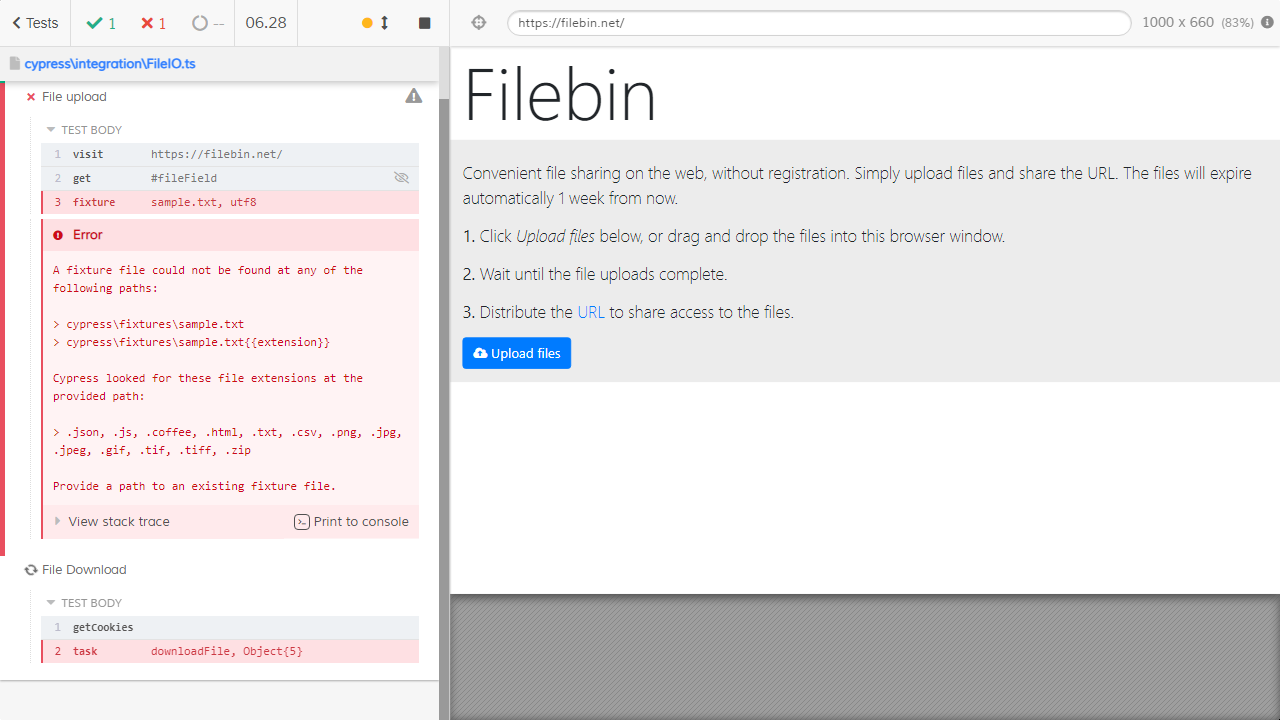 Tests 1 1 -- 06.28
https://filebin.net/ 1000 x 660 (83%)
cypress\integration\FileIO.ts
File upload
TEST BODY
1 visit https://filebin.net/
2 get #fileField
3 fixture sample.txt, utf8
Error
A fixture file could not be found at any of the
following paths:
> cypress\fixtures\sample.txt
> cypress\fixtures\sample.txt{{extension}}
Cypress looked for these file extensions at the
provided path:
> .json, .js, .coffee, .html, .txt, .csv, .png, .jpg,
.jpeg, .gif, .tif, .tiff, .zip
Provide a path to an existing fixture file.
View stack trace Print to console
File Download
TEST BODY
1 getCookies
2 task downloadFile, Object{5}
Filebin
Convenient file sharing on the web, without registration. Simply upload files and share the URL. The files will expire
automatically 1 week from now.
1. Click Upload files below, or drag and drop the files into this browser window.
2. Wait until the file uploads complete.
3. Distribute the URL to share access to the files.
Upload files